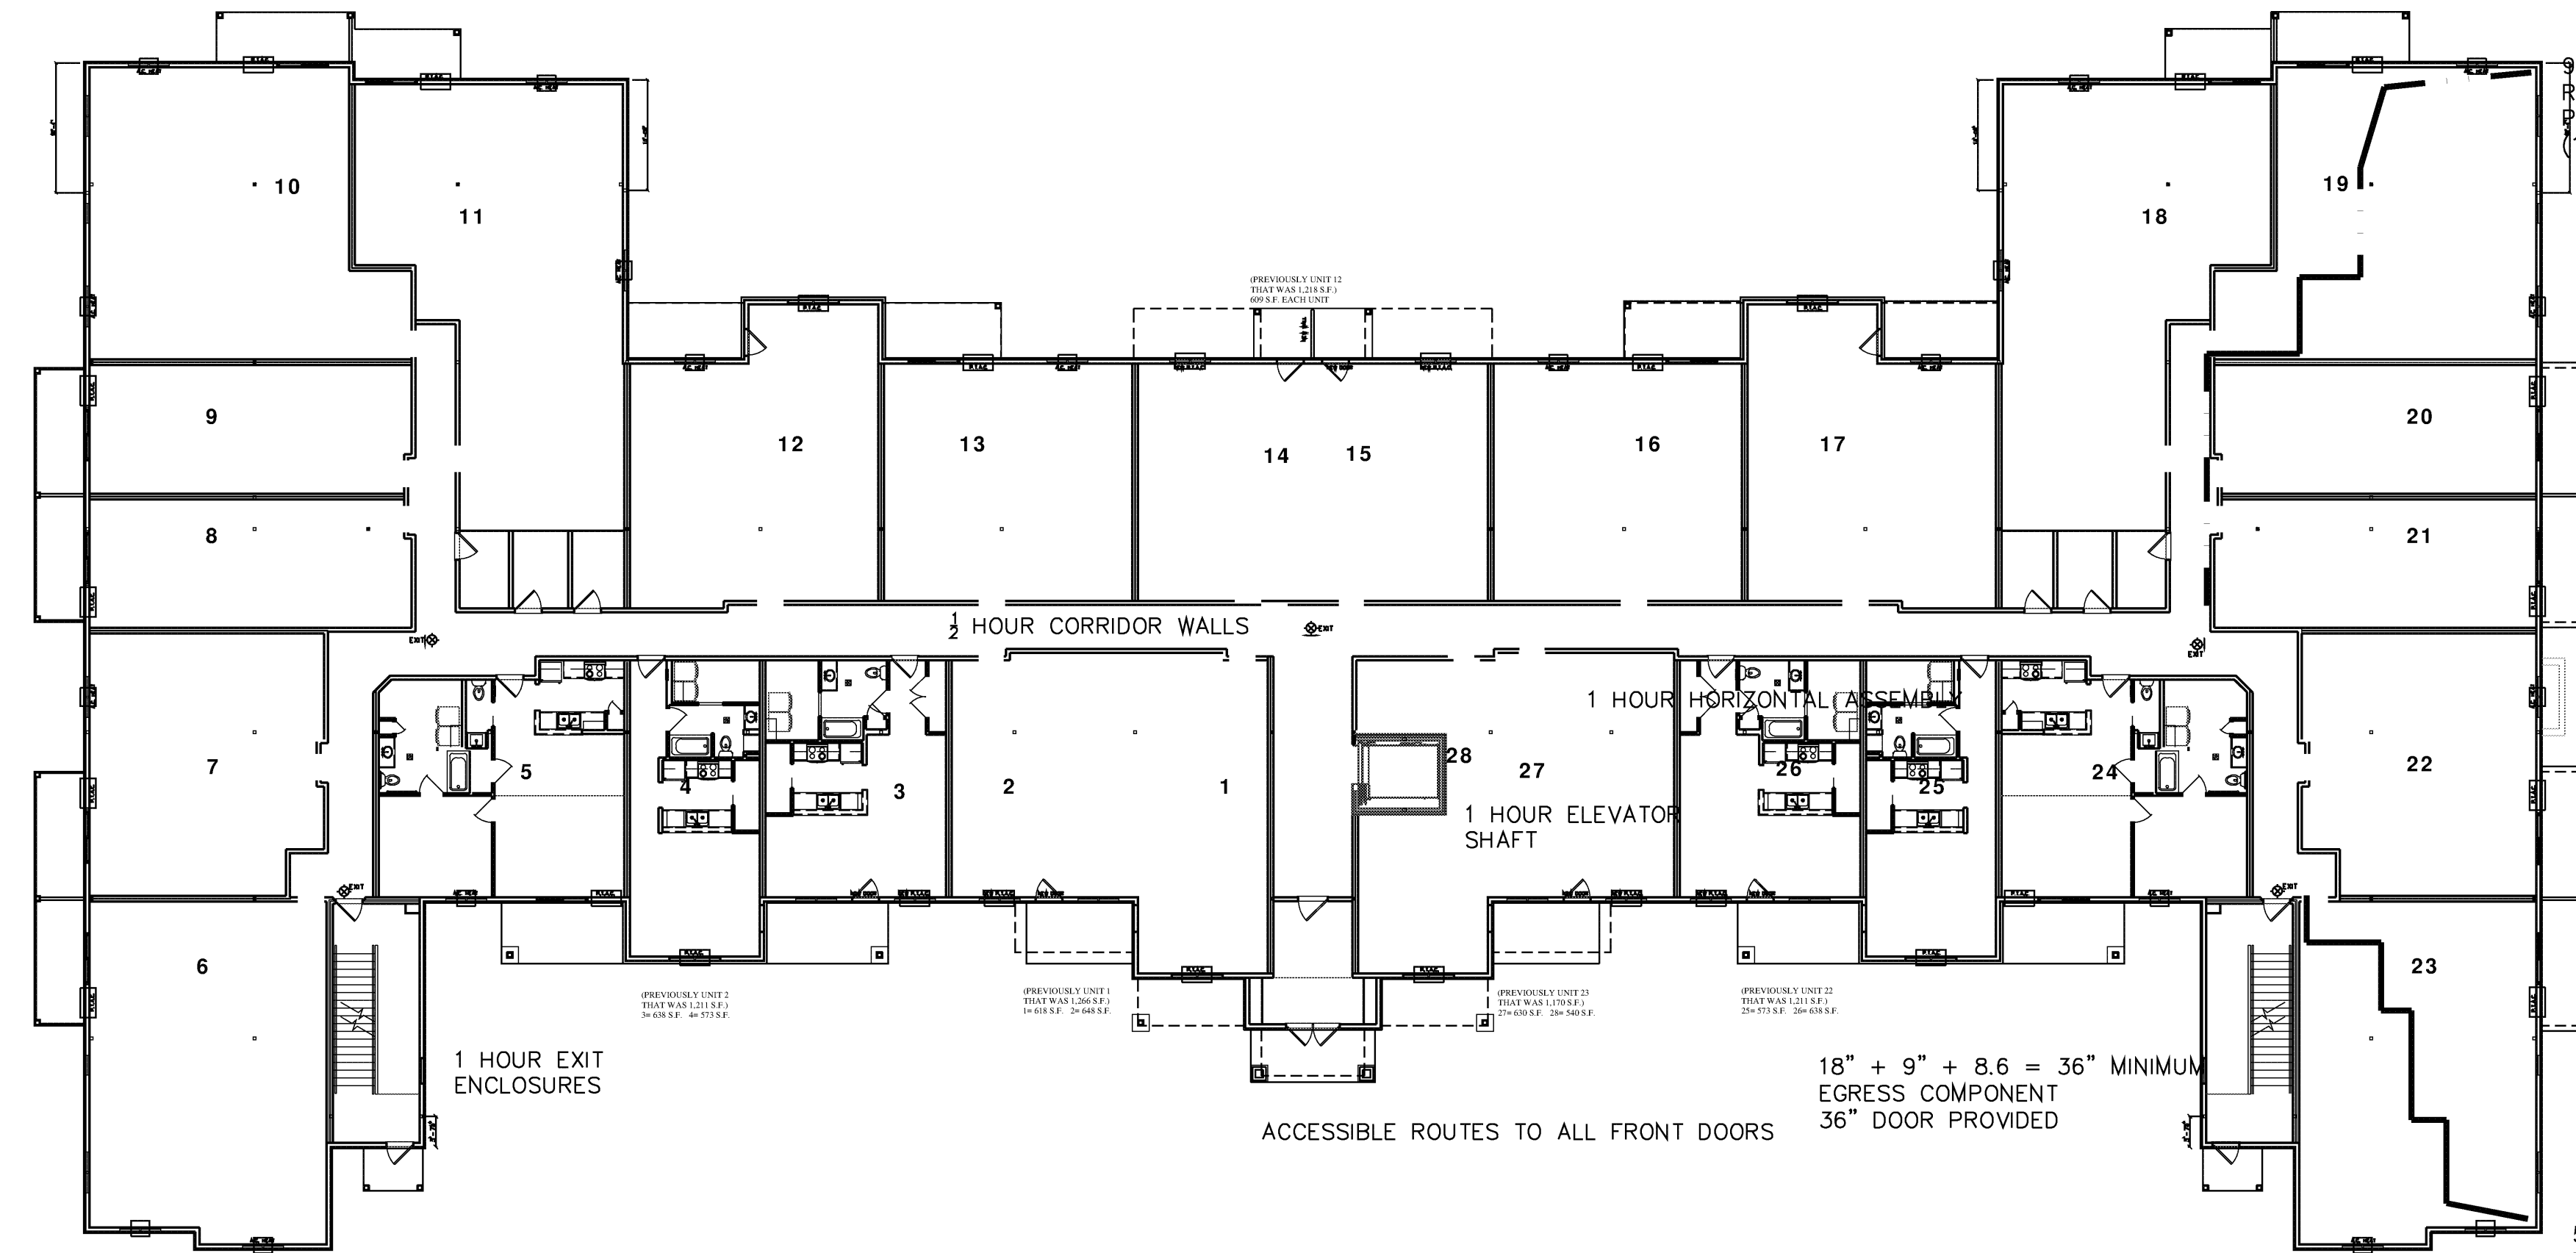 10
11
18
19
(PREVIOUSLY UNIT 12
THAT WAS 1,218 S.F.)
609 S.F. EACH UNIT
9
12
13
14
15
16
17
20
8
21
EXIT
½ HOUR CORRIDOR WALLS
EXIT
EXIT
1 HOUR HORIZONTAL ASSEMBLY
7
5
4
3
2
1
28
27
26
25
24
22
1 HOUR ELEVATOR
SHAFT
EXIT
EXIT
6
23
(PREVIOUSLY UNIT 2
THAT WAS 1,211 S.F.)
3= 638 S.F. 4= 573 S.F.
(PREVIOUSLY UNIT 1
THAT WAS 1,266 S.F.)
1= 618 S.F. 2= 648 S.F.
(PREVIOUSLY UNIT 23
THAT WAS 1,170 S.F.)
27= 630 S.F. 28= 540 S.F.
(PREVIOUSLY UNIT 22
THAT WAS 1,211 S.F.)
25= 573 S.F. 26= 638 S.F.
1 HOUR EXIT
ENCLOSURES
18" + 9" + 8.6 = 36" MINIMUM
EGRESS COMPONENT
36" DOOR PROVIDED
ACCESSIBLE ROUTES TO ALL FRONT DOORS